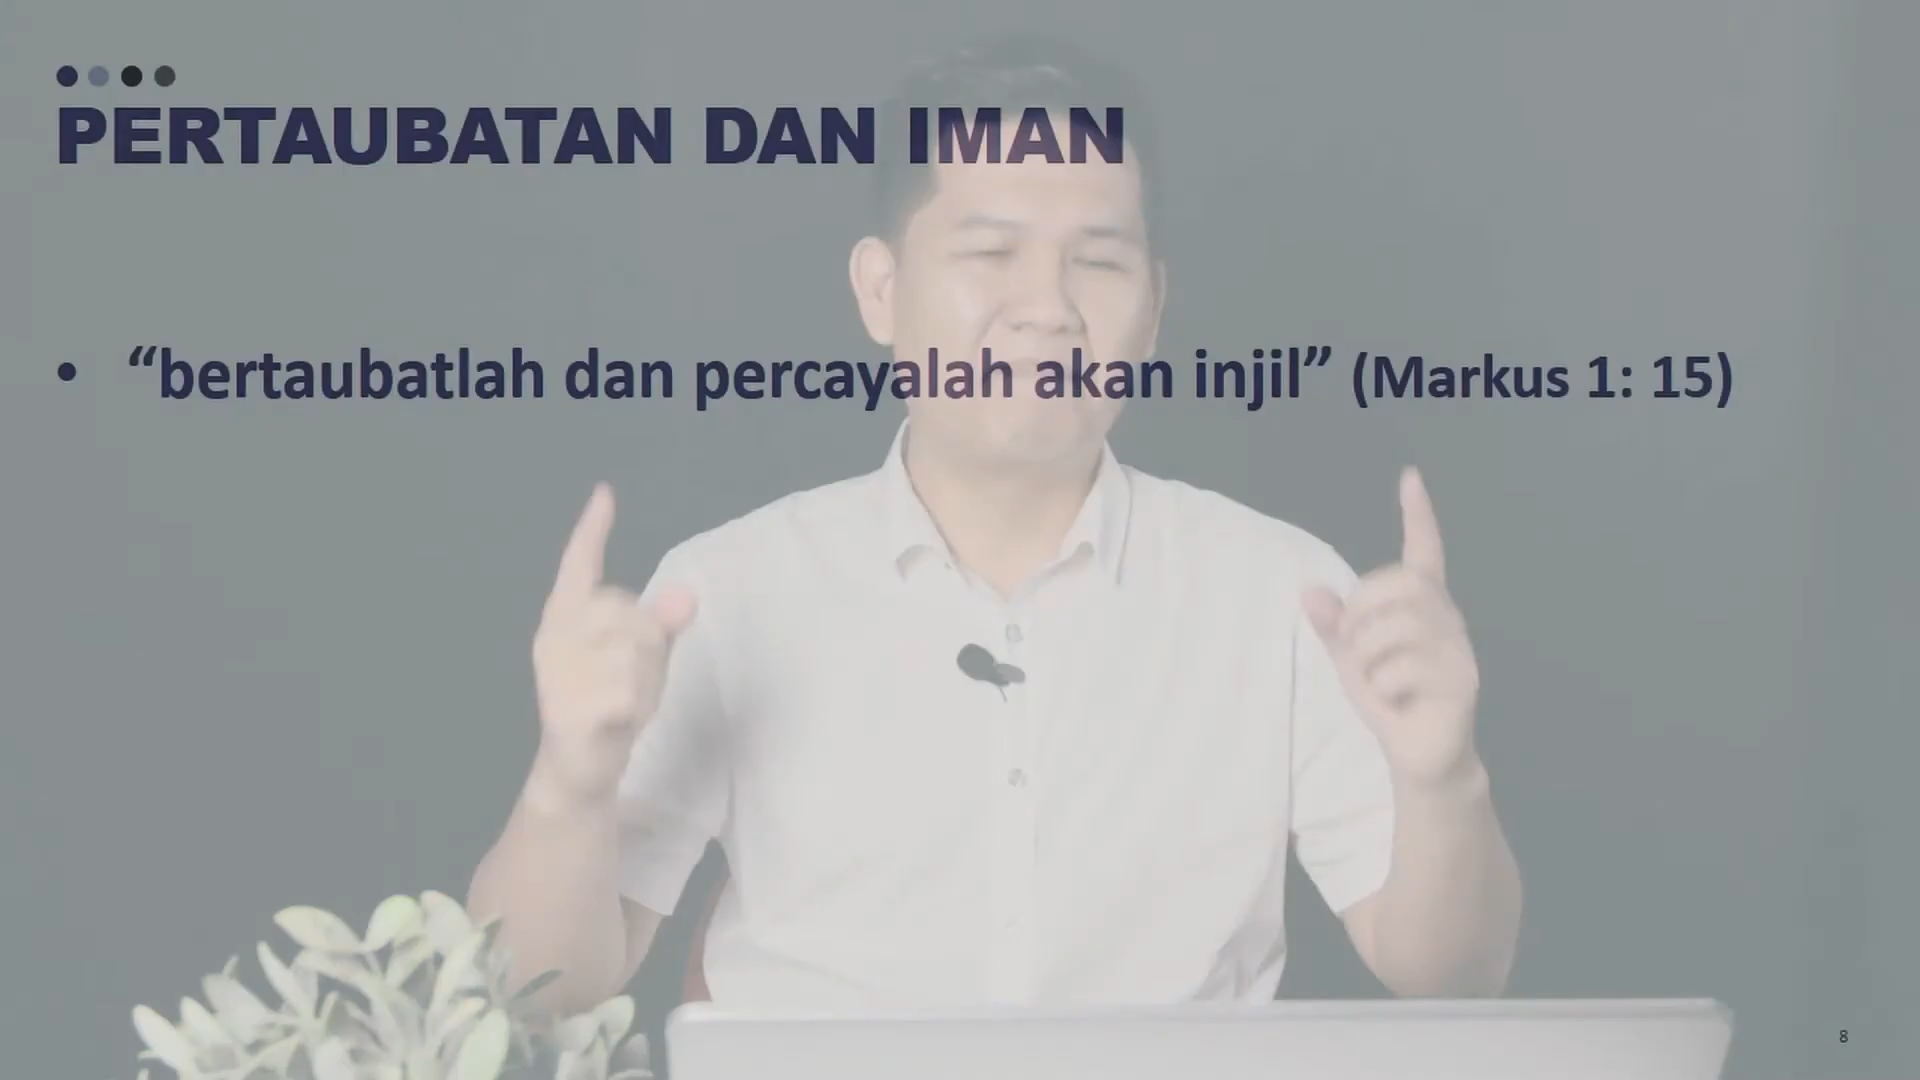 PERTAUBATAN DAN IMAN
• “bertaubatlah dan percayalah akan injil” (Markus 1: 15)
8